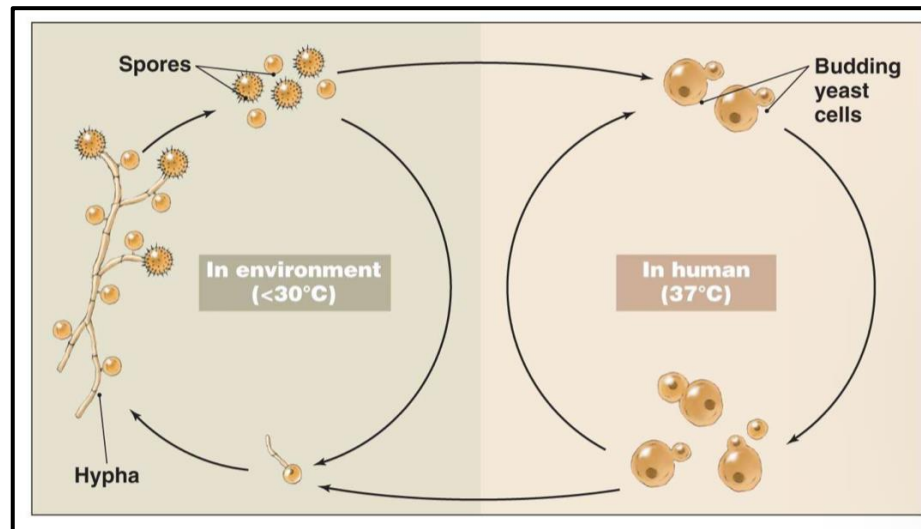 Spores
Budding
yeast
cells
In environment
(<30°C)
In human
(37°C)
Hypha